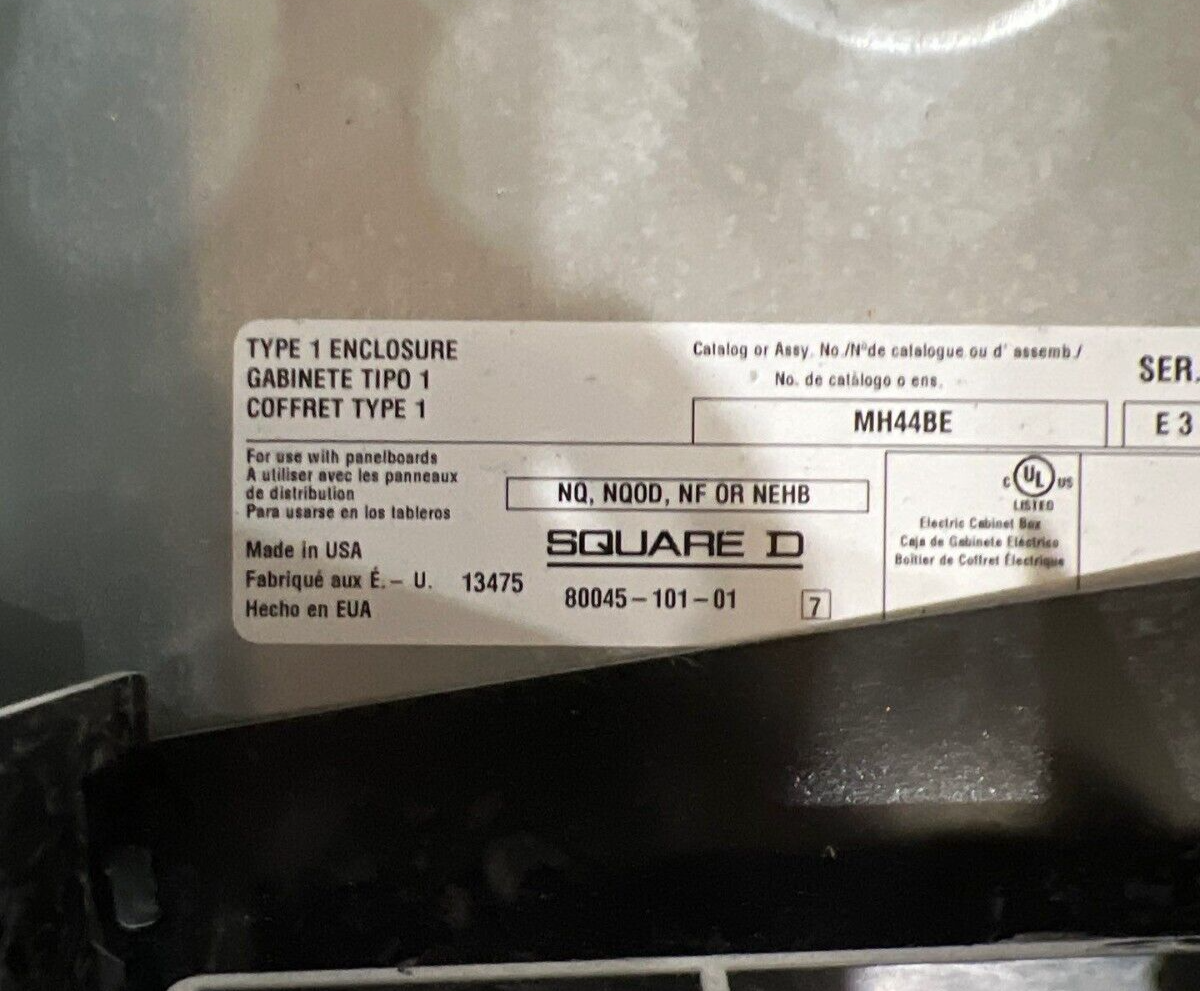 TYPE 1 ENCLOSURE
GABINETE TIPO 1
COFFRET TYPE 1
Catalog or Assy. No./N°de catalogue ou d' assemb./
No. de catálogo o ens.
SER.
MH44BE
E 3
For use with panelboards
A utiliser avec les panneaux
de distribution
Para usarse en los tableros
NQ, NQOD, NF OR NEHB
SQUARE D
Made in USA
Fabriqué aux É. – U. 13475
Hecho en EUA
80045-101-01
7
C UL US
LISTED
Electric Cabinet Box
Caja de Gabinete Eléctrico
Boîtier de Coffret Électrique